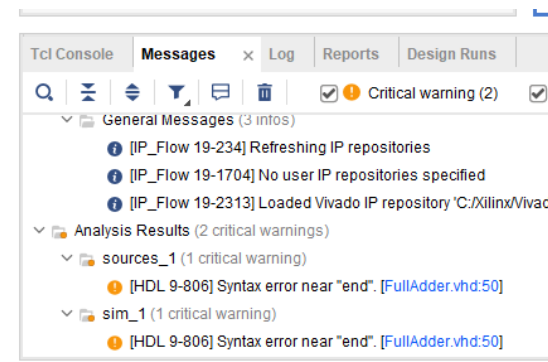 Tcl Console Messages × Log Reports Design Runs
Critical warning (2)
General Messages (3 infos)
[IP_Flow 19-234] Refreshing IP repositories
[IP_Flow 19-1704] No user IP repositories specified
[IP_Flow 19-2313] Loaded Vivado IP repository 'C:/Xilinx/Vivad
Analysis Results (2 critical warnings)
sources_1 (1 critical warning)
[HDL 9-806] Syntax error near "end". [FullAdder.vhd:50]
sim_1 (1 critical warning)
[HDL 9-806] Syntax error near "end". [FullAdder.vhd:50]